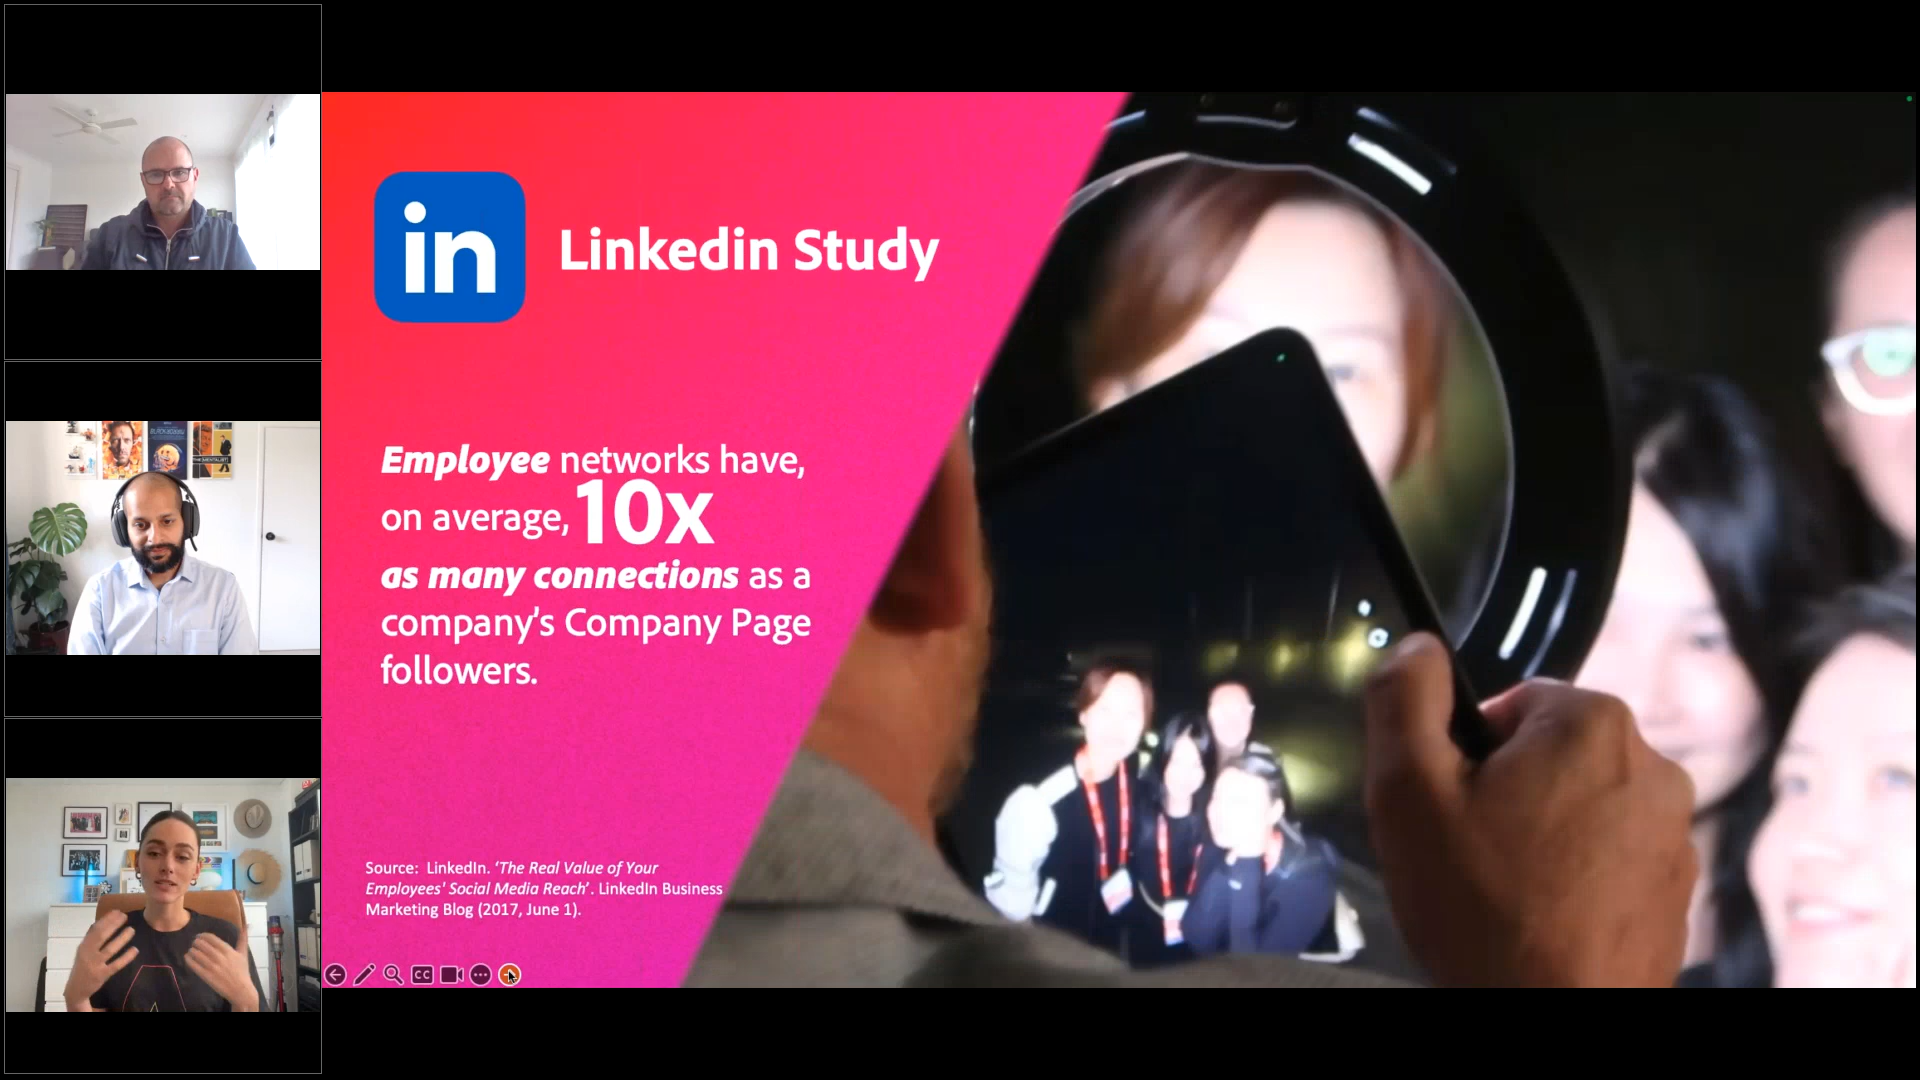 in
Linkedin Study
Employee networks have,
on average, 10x
as many connections as a
company's Company Page
followers.
Source: LinkedIn. ‘The Real Value of Your
Employees' Social Media Reach’. LinkedIn Business
Marketing Blog (2017, June 1).
CC